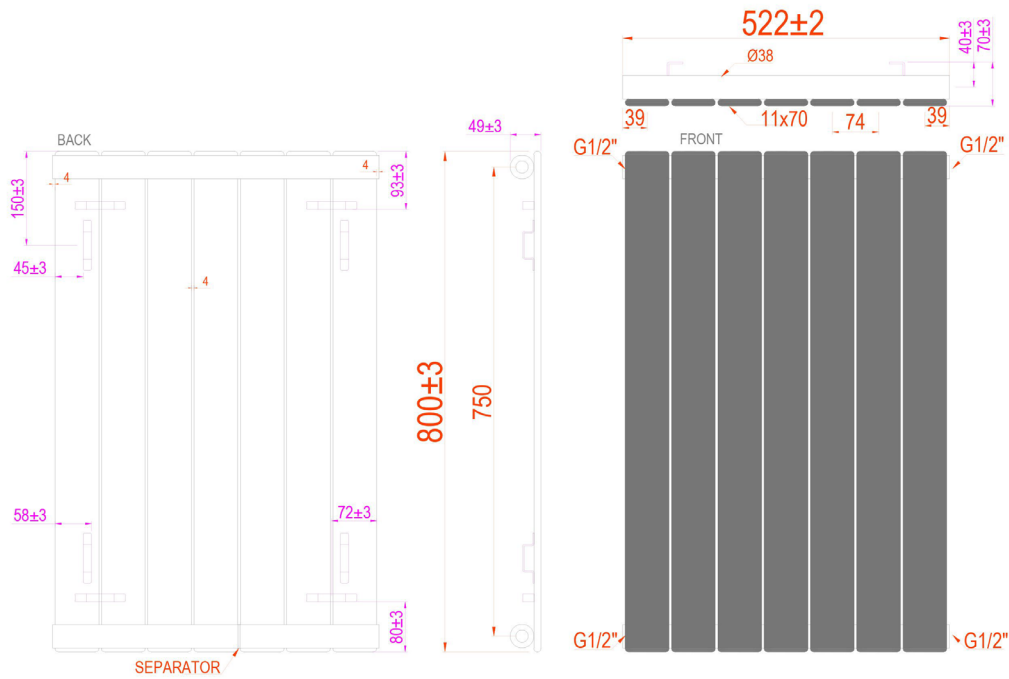 522±2
40±3
70±3
Ø38
39
11x70
74
39
BACK
49±3
FRONT
G1/2"
G1/2"
4
4
150±3
93±3
45±3
4
800±3
750
58±3
72±3
80±3
G1/2"
G1/2"
SEPARATOR